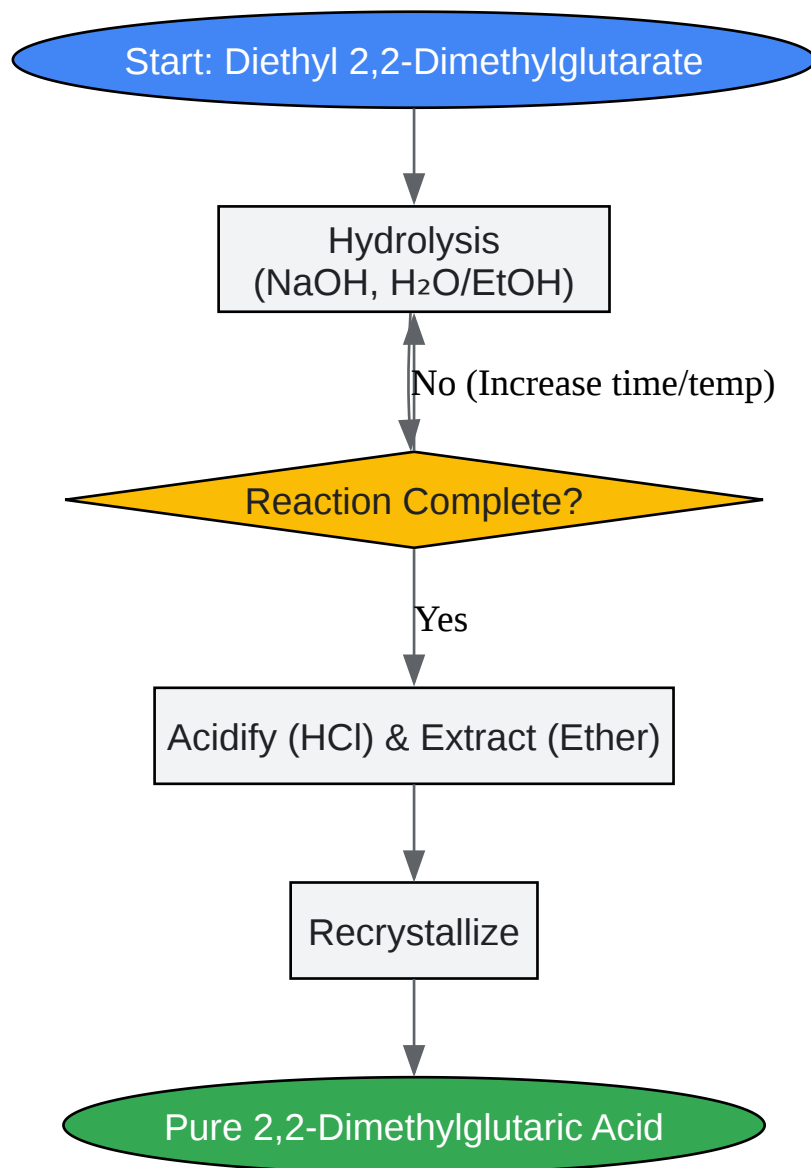 Start: Diethyl 2,2-Dimethylglutarate
Hydrolysis
(NaOH, H₂O/EtOH)
No (Increase time/temp)
Reaction Complete?
Yes
Acidify (HCl) & Extract (Ether)
Recrystallize
Pure 2,2-Dimethylglutaric Acid